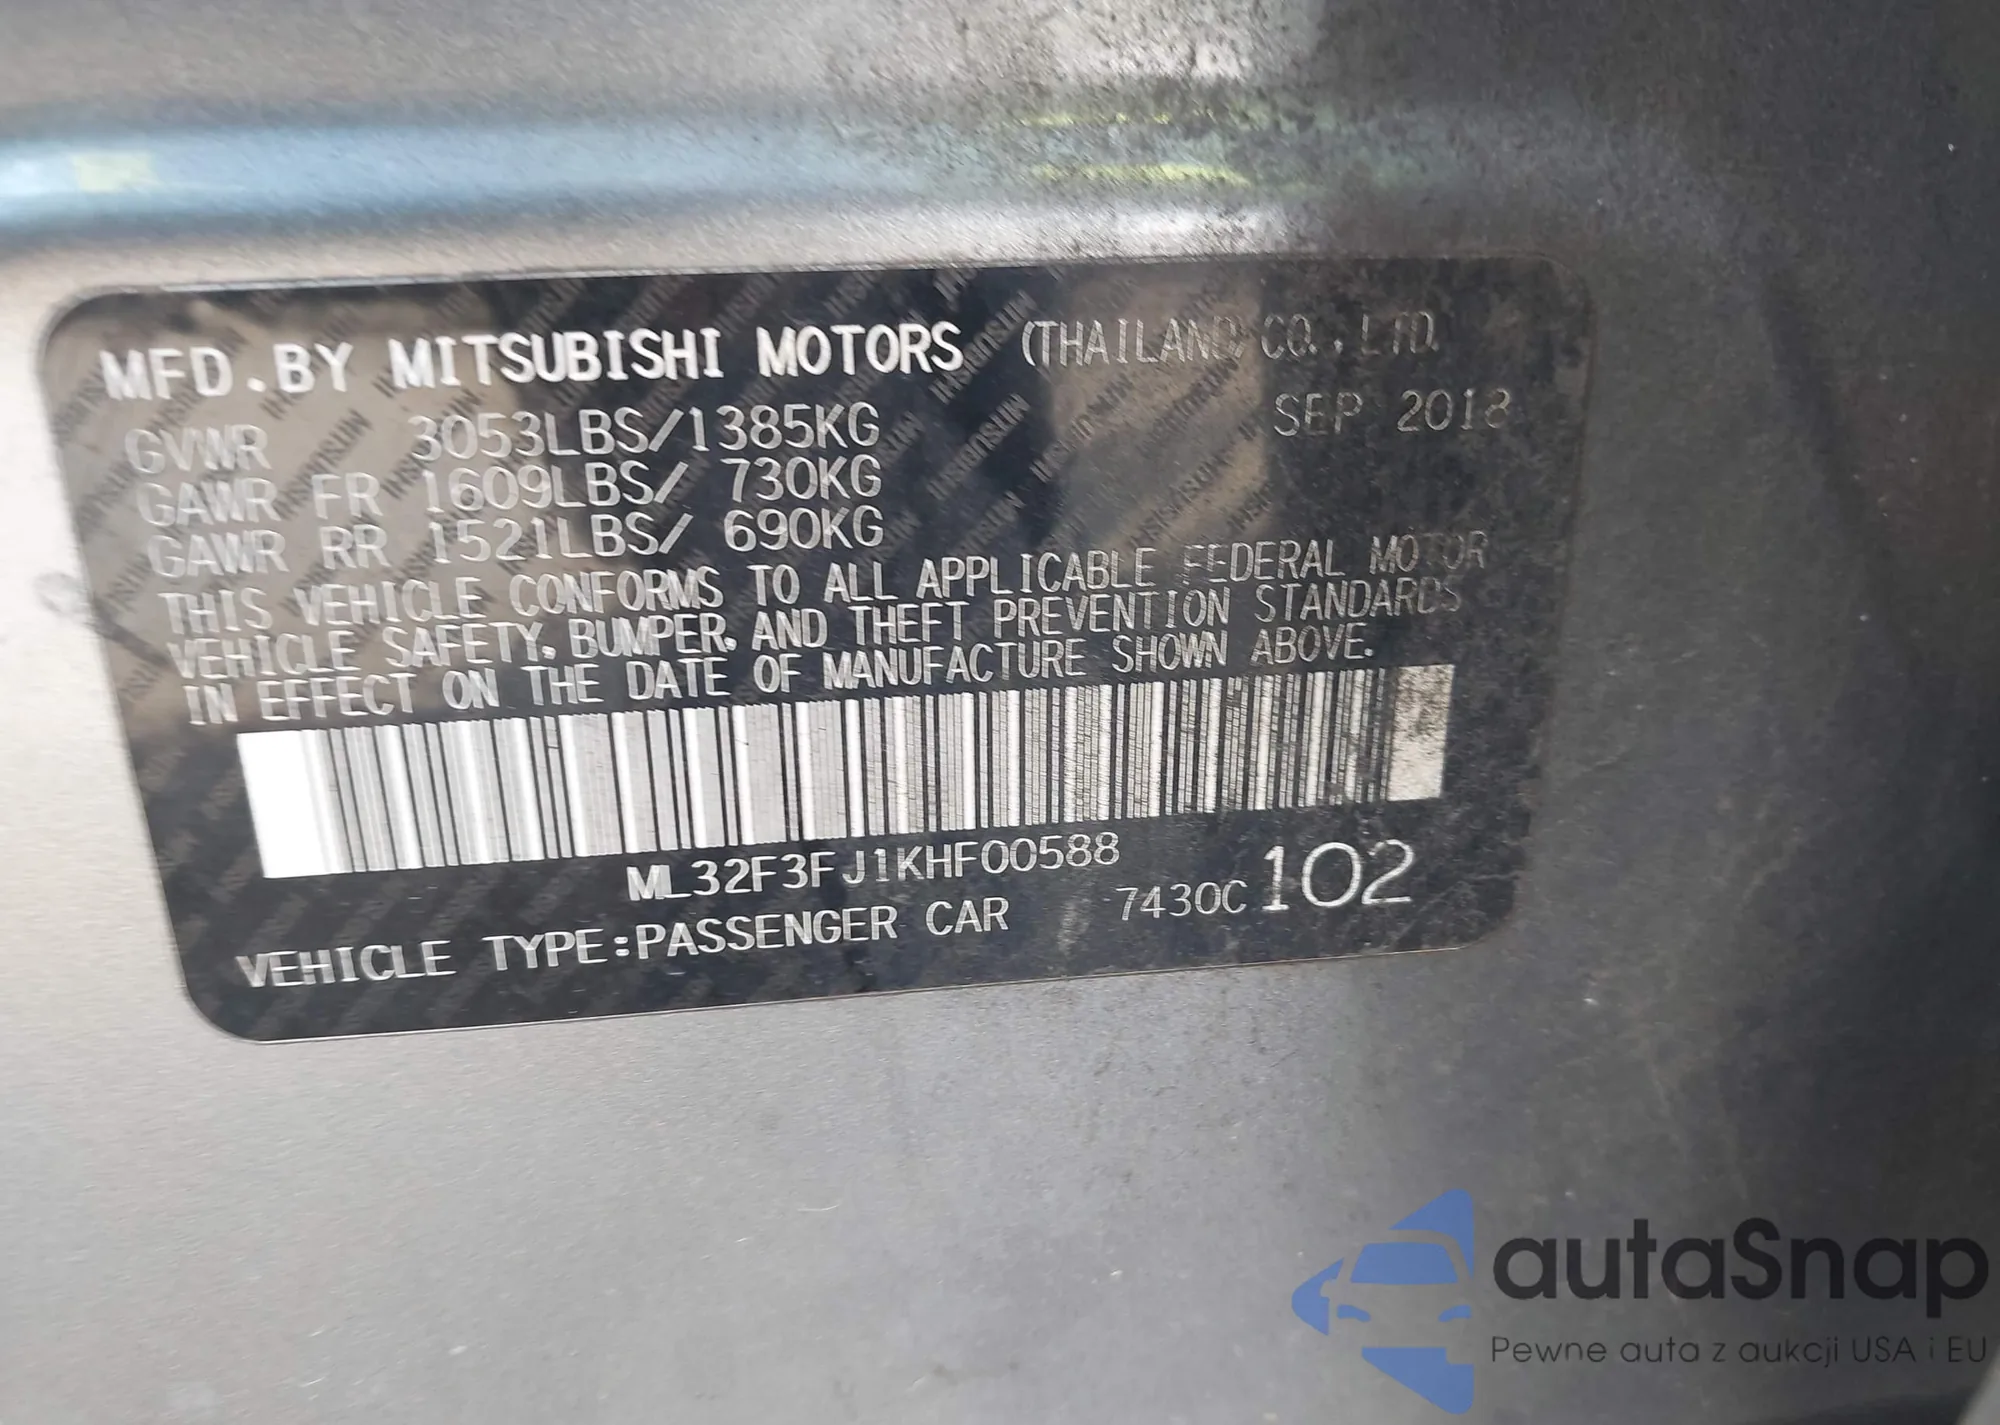 MFD.BY MITSUBISHI MOTORS (THAILAND) CO.,LTD.
SEP 2018
GVWR 3053LBS/1385KG
GAWR FR 1609LBS/ 730KG
GAWR RR 1521LBS/ 690KG
THIS VEHICLE CONFORMS TO ALL APPLICABLE FEDERAL MOTOR
VEHICLE SAFETY, BUMPER, AND THEFT PREVENTION STANDARDS
IN EFFECT ON THE DATE OF MANUFACTURE SHOWN ABOVE.
ML32F3FJ1KHF00588
7430C 102
VEHICLE TYPE:PASSENGER CAR
autaSnap
Pewne auta z aukcji USA i EU